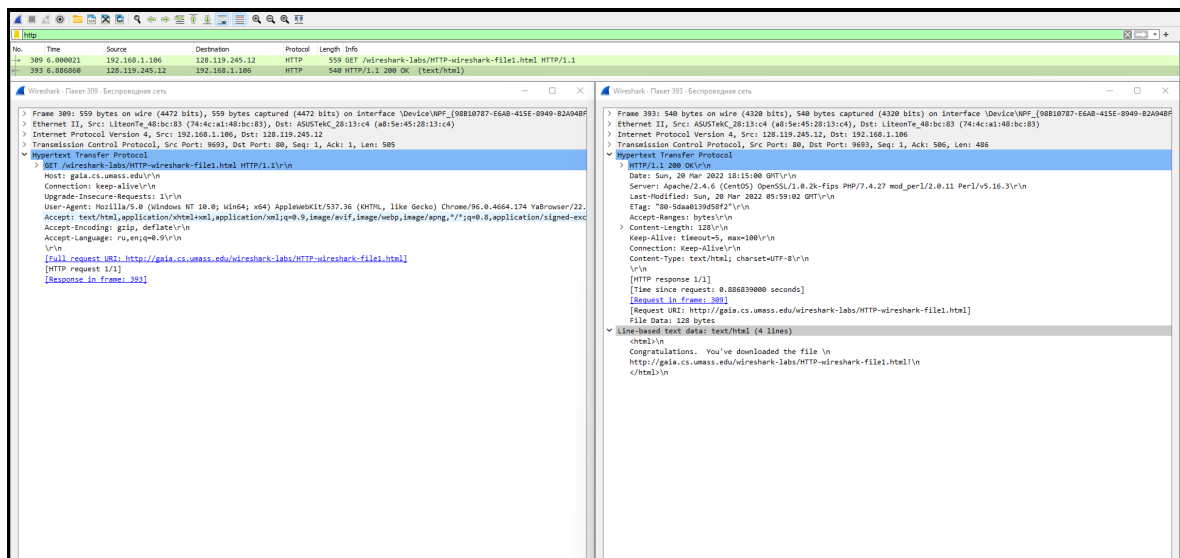 http
No. Time Source Destination Protocol Length Info
309 6.000021 192.168.1.106 128.119.245.12 HTTP 559 GET /wireshark-labs/HTTP-wireshark-file1.html HTTP/1.1
393 6.886860 128.119.245.12 192.168.1.106 HTTP 540 HTTP/1.1 200 OK (text/html)
Wireshark · Пакет 309 · Беспроводная сеть
Frame 309: 559 bytes on wire (4472 bits), 559 bytes captured (4472 bits) on interface \Device\NPF_{98B10787-E6AB-415E-8949-B2A94BF
Ethernet II, Src: LiteonTe_48:bc:83 (74:4c:a1:48:bc:83), Dst: ASUSTekC_28:13:c4 (a8:5e:45:28:13:c4)
Internet Protocol Version 4, Src: 192.168.1.106, Dst: 128.119.245.12
Transmission Control Protocol, Src Port: 9693, Dst Port: 80, Seq: 1, Ack: 1, Len: 505
Hypertext Transfer Protocol
GET /wireshark-labs/HTTP-wireshark-file1.html HTTP/1.1\r\n
Host: gaia.cs.umass.edu\r\n
Connection: keep-alive\r\n
Upgrade-Insecure-Requests: 1\r\n
User-Agent: Mozilla/5.0 (Windows NT 10.0; Win64; x64) AppleWebKit/537.36 (KHTML, like Gecko) Chrome/96.0.4664.174 YaBrowser/22.
Accept: text/html,application/xhtml+xml,application/xml;q=0.9,image/avif,image/webp,image/apng,*/*;q=0.8,application/signed-exc
Accept-Encoding: gzip, deflate\r\n
Accept-Language: ru,en;q=0.9\r\n
\r\n
[Full request URI: http://gaia.cs.umass.edu/wireshark-labs/HTTP-wireshark-file1.html]
[HTTP request 1/1]
[Response in frame: 393]
Wireshark · Пакет 393 · Беспроводная сеть
Frame 393: 540 bytes on wire (4320 bits), 540 bytes captured (4320 bits) on interface \Device\NPF_{98B10787-E6AB-415E-8949-B2A94BF
Ethernet II, Src: ASUSTekC_28:13:c4 (a8:5e:45:28:13:c4), Dst: LiteonTe_48:bc:83 (74:4c:a1:48:bc:83)
Internet Protocol Version 4, Src: 128.119.245.12, Dst: 192.168.1.106
Transmission Control Protocol, Src Port: 80, Dst Port: 9693, Seq: 1, Ack: 506, Len: 486
Hypertext Transfer Protocol
HTTP/1.1 200 OK\r\n
Date: Sun, 20 Mar 2022 18:15:00 GMT\r\n
Server: Apache/2.4.6 (CentOS) OpenSSL/1.0.2k-fips PHP/7.4.27 mod_perl/2.0.11 Perl/v5.16.3\r\n
Last-Modified: Sun, 20 Mar 2022 05:59:02 GMT\r\n
ETag: "80-5daa0139d58f2"\r\n
Accept-Ranges: bytes\r\n
Content-Length: 128\r\n
Keep-Alive: timeout=5, max=100\r\n
Connection: Keep-Alive\r\n
Content-Type: text/html; charset=UTF-8\r\n
\r\n
[HTTP response 1/1]
[Time since request: 0.886839000 seconds]
[Request in frame: 309]
[Request URI: http://gaia.cs.umass.edu/wireshark-labs/HTTP-wireshark-file1.html]
File Data: 128 bytes
Line-based text data: text/html (4 lines)
<html>\n
Congratulations.  You've downloaded the file \n
http://gaia.cs.umass.edu/wireshark-labs/HTTP-wireshark-file1.html!\n
</html>\n